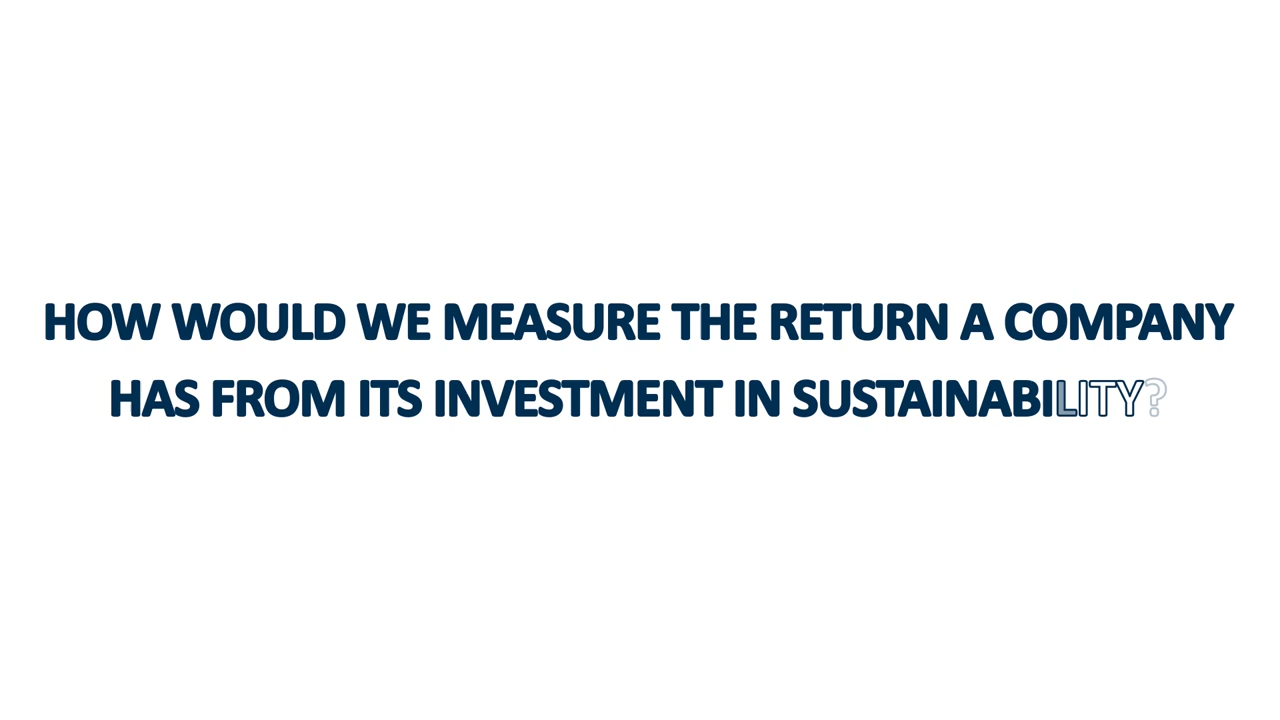 HOW WOULD WE MEASURE THE RETURN A COMPANY
HAS FROM ITS INVESTMENT IN SUSTAINABILITY?